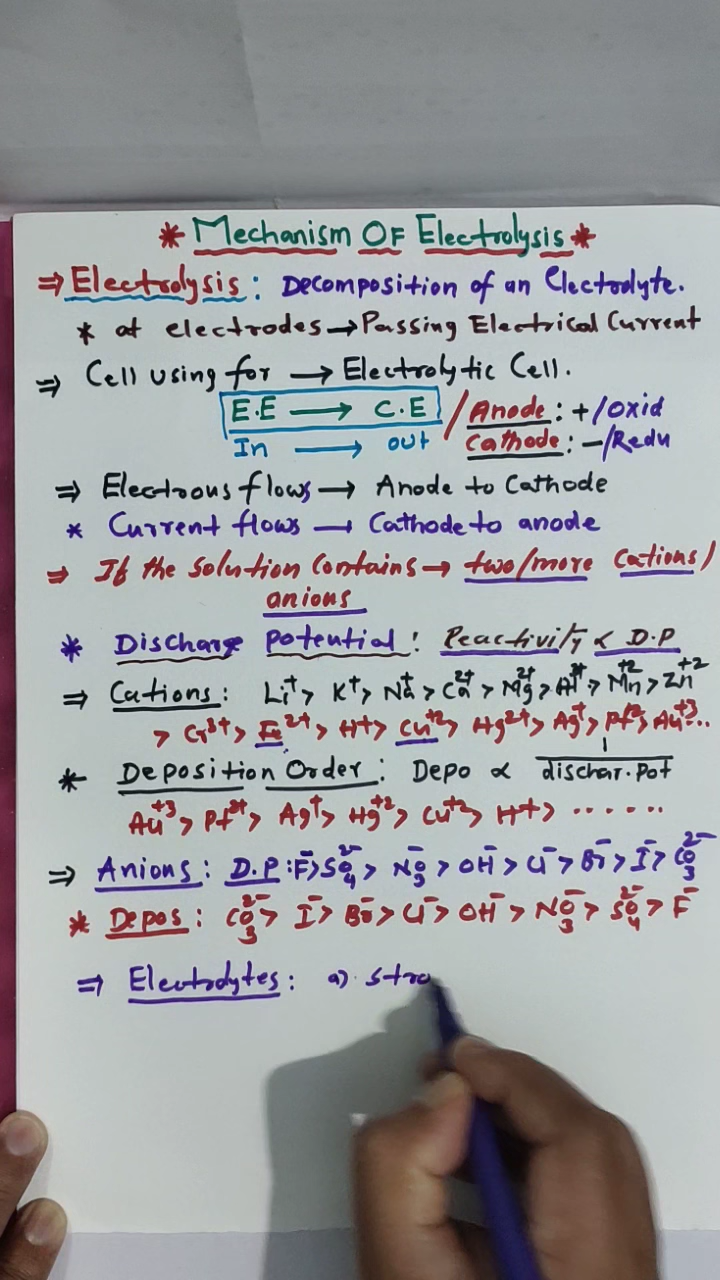 * Mechanism Of Electrolysis *
⇒ Electrolysis: Decomposition of an Electrolyte.
* at electrodes → Passing Electrical Current
⇒ Cell using for → Electrolytic Cell.
E.E → C.E / Anode: + / Oxid
In → out Cathode: - / Redu
⇒ Electrons flows → Anode to Cathode
* Current flows — Cathode to anode
⇒ If the solution Contains → two/more Cations/
anions
* Discharge potential: Reactivity ∝ D.P
⇒ Cations: Li⁺ > K⁺ > Na⁺ > Ca²⁺ > Mg²⁺ > Al³⁺ > Mn⁺² > Zn⁺²
> Cr³⁺ > Fe²⁺ > H⁺ > Cu⁺² > Hg²⁺ > Ag⁺ > Pt²⁺ > Au⁺³...
* Deposition Order: Depo ∝ 1/dischar.pot
Au⁺³ > Pt²⁺ > Ag⁺ > Hg⁺² > Cu⁺² > H⁺ > ......
⇒ Anions: D.P: F⁻ > SO₄²⁻ > NO₃⁻ > OH⁻ > Cl⁻ > Br⁻ > I⁻ > CO₃²⁻
* Depos: CO₃²⁻ > I⁻ > Br⁻ > Cl⁻ > OH⁻ > NO₃⁻ > SO₄²⁻ > F⁻
⇒ Electrolytes: a). Stro